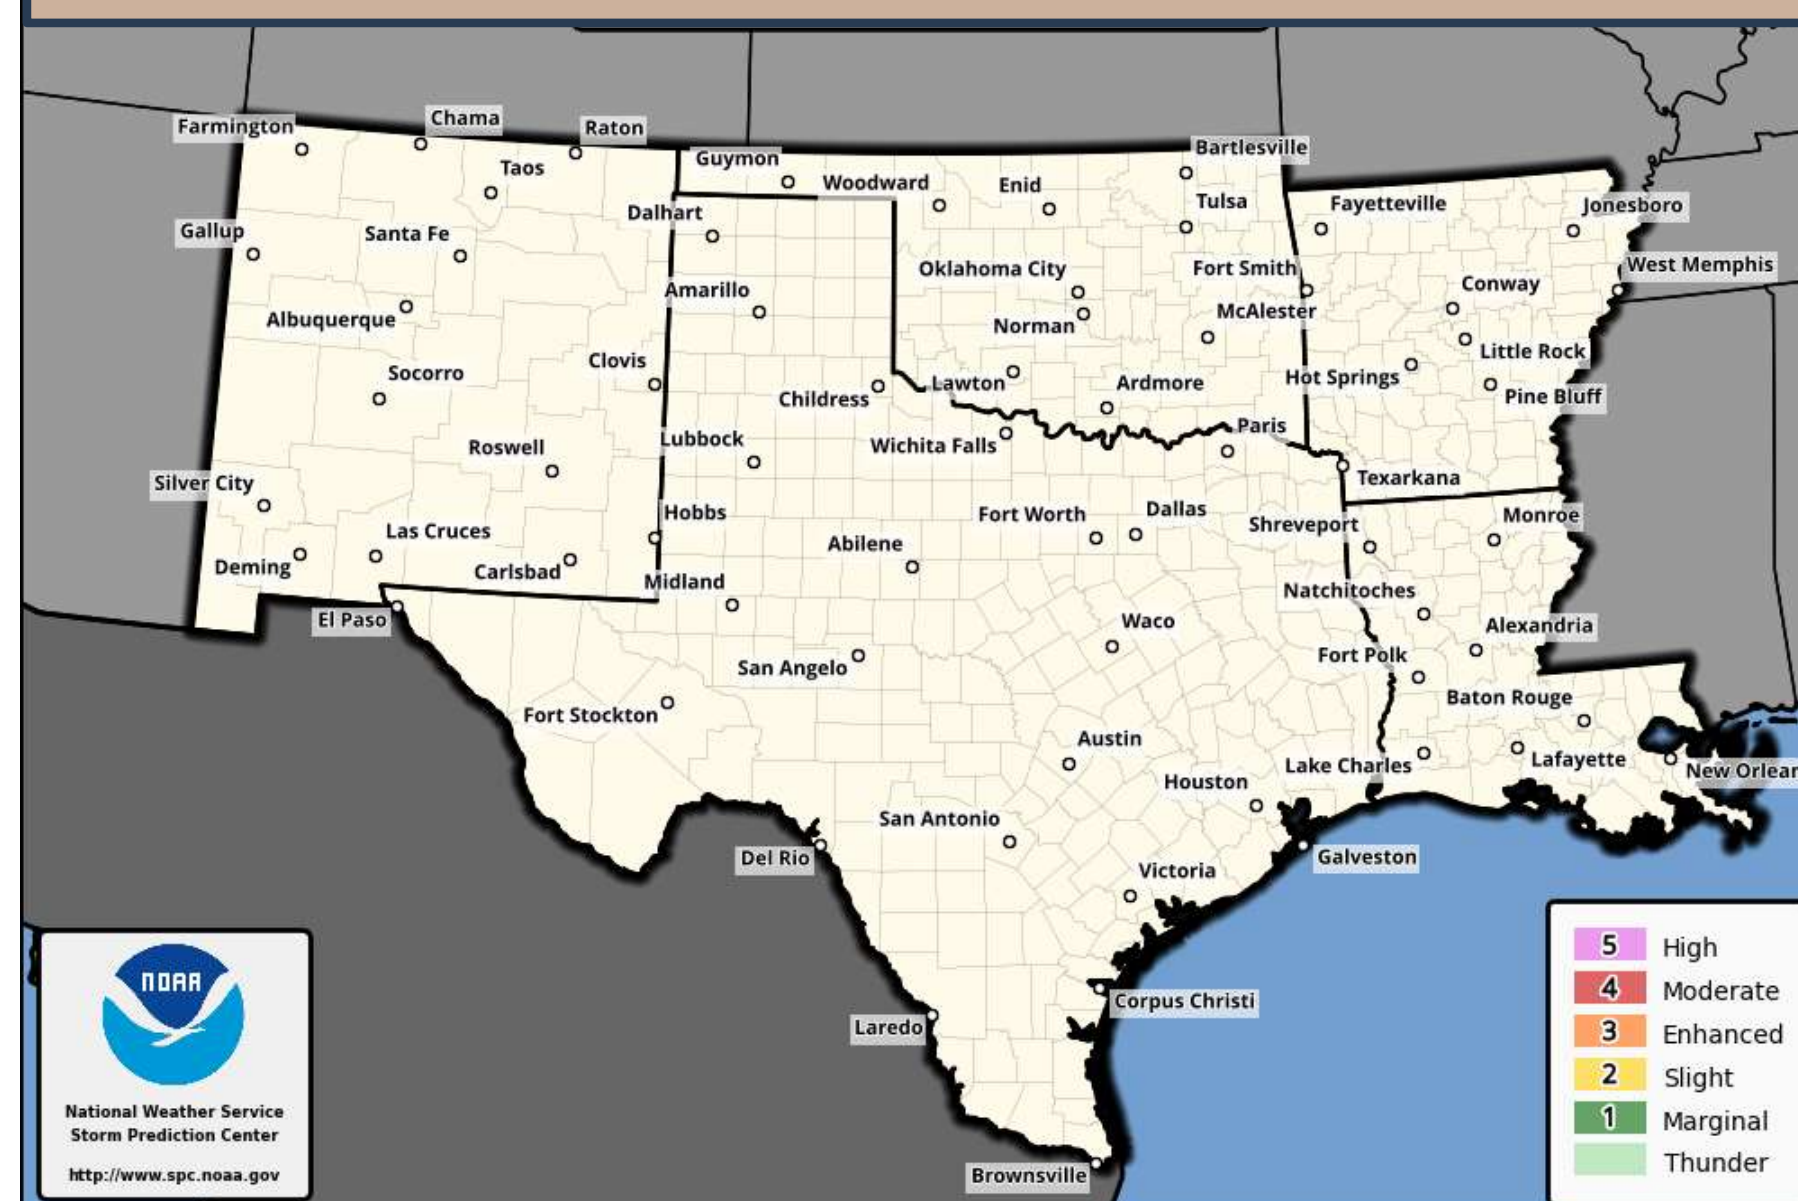 Farmington
Chama
Raton
Taos
Guymon
Woodward
Enid
Bartlesville
Tulsa
Fayetteville
Jonesboro
Gallup
Santa Fe
Dalhart
Oklahoma City
Fort Smith
Conway
West Memphis
Albuquerque
Amarillo
Norman
McAlester
Little Rock
Socorro
Clovis
Childress
Lawton
Ardmore
Hot Springs
Pine Bluff
Roswell
Lubbock
Wichita Falls
Paris
Texarkana
Silver City
Las Cruces
Hobbs
Abilene
Fort Worth
Dallas
Shreveport
Monroe
Deming
Carlsbad
Midland
Natchitoches
El Paso
Waco
Alexandria
San Angelo
Fort Polk
Fort Stockton
Baton Rouge
Austin
Houston
Lake Charles
Lafayette
New Orlean
San Antonio
Del Rio
Galveston
Victoria
Corpus Christi
Laredo
Brownsville
NOAA
National Weather Service
Storm Prediction Center
http://www.spc.noaa.gov
5 High
4 Moderate
3 Enhanced
2 Slight
1 Marginal
Thunder